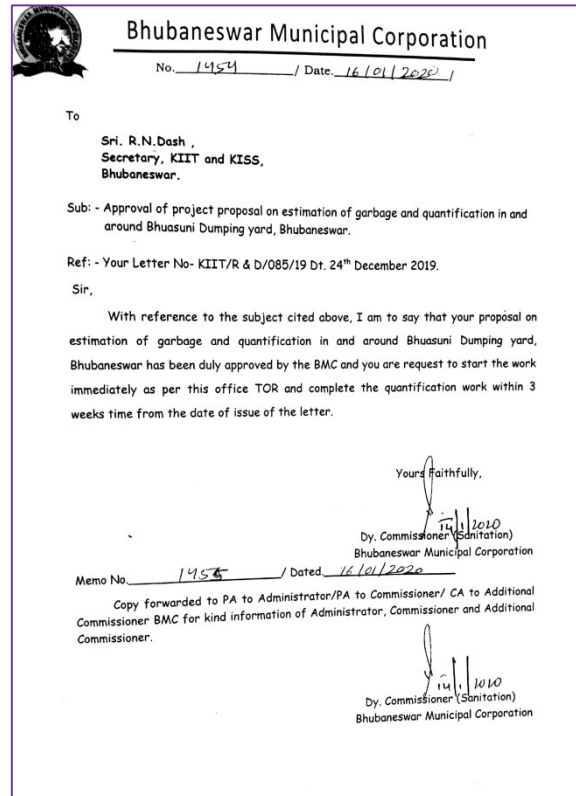 BHUBANESWAR MUNICIPAL CORPORATION
Bhubaneswar Municipal Corporation
No. 1454 / Date. 16/01/2020 /
To
Sri. R.N.Dash ,
Secretary, KIIT and KISS,
Bhubaneswar.
Sub: - Approval of project proposal on estimation of garbage and quantification in and
around Bhuasuni Dumping yard, Bhubaneswar.
Ref: - Your Letter No- KIIT/R & D/085/19 Dt. 24th December 2019.
Sir,
With reference to the subject cited above, I am to say that your proposal on
estimation of garbage and quantification in and around Bhuasuni Dumping yard,
Bhubaneswar has been duly approved by the BMC and you are request to start the work
immediately as per this office TOR and complete the quantification work within 3
weeks time from the date of issue of the letter.
Yours Faithfully,
14/1/2020
Dy. Commissioner (Sanitation)
Bhubaneswar Municipal Corporation
Memo No. 1455 / Dated. 16/01/2020
Copy forwarded to PA to Administrator/PA to Commissioner/ CA to Additional
Commissioner BMC for kind information of Administrator, Commissioner and Additional
Commissioner.
14/1/2020
Dy. Commissioner (Sanitation)
Bhubaneswar Municipal Corporation